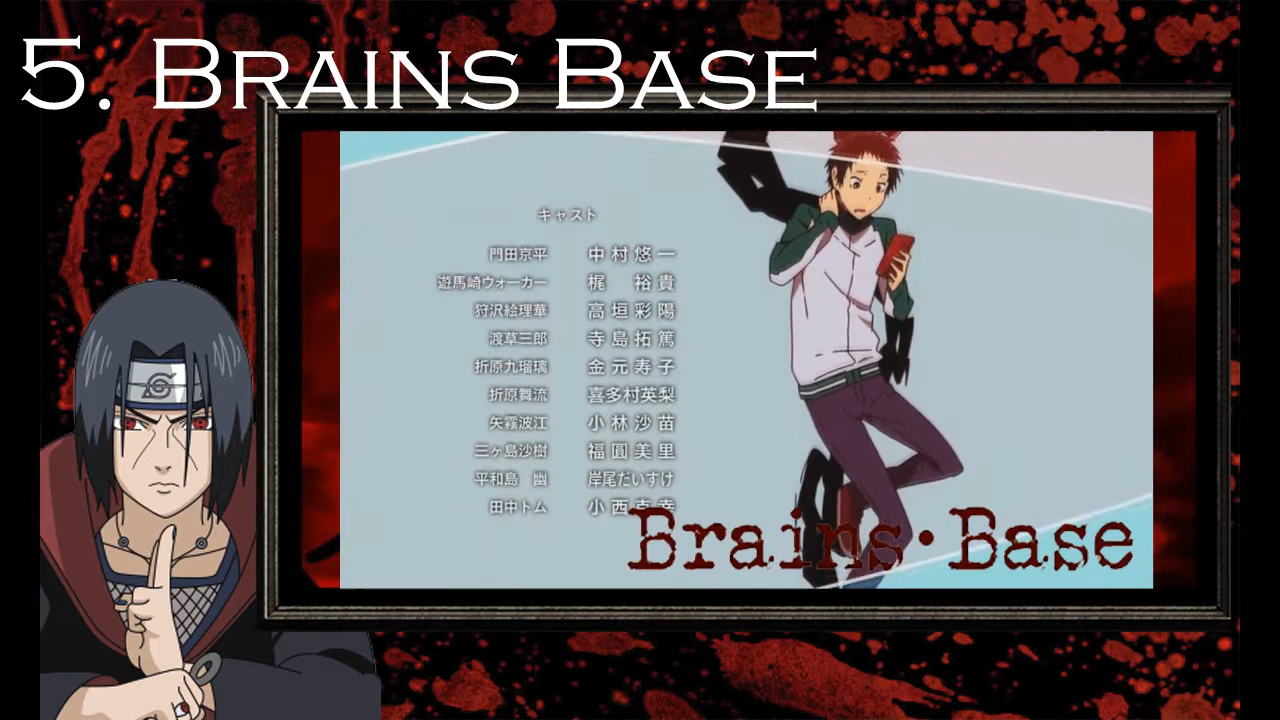 5. Brains Base
キャスト
門田京平 中村悠一
遊馬崎ウォーカー 梶 裕貴
狩沢絵理華 高垣彩陽
渡草三郎 寺島拓篤
折原九瑠璃 金元寿子
折原舞流 喜多村英梨
矢霧波江 小林沙苗
三ヶ島沙樹 福圓美里
平和島 幽 岸尾だいすけ
田中トム 小西克幸
Brains・Base